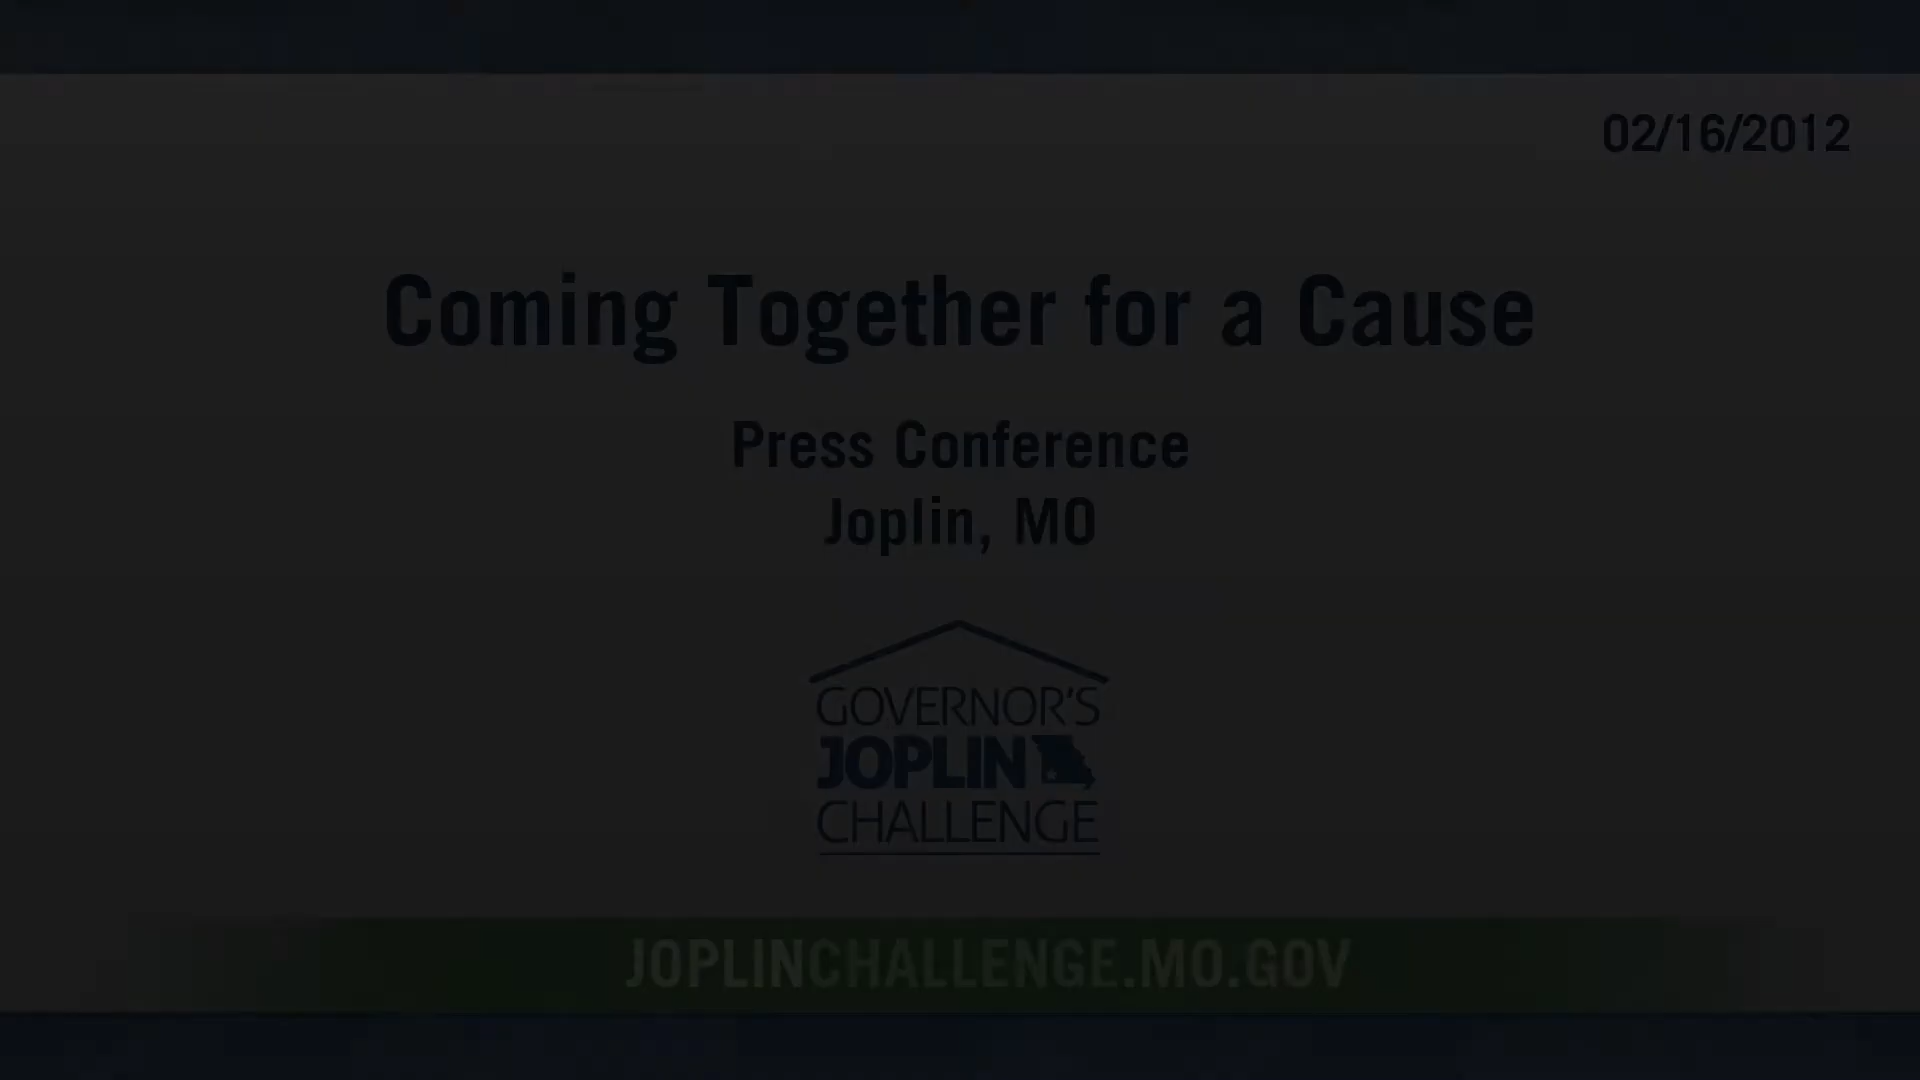 02/16/2012
Coming Together for a Cause
Press Conference
Joplin, MO
GOVERNOR'S
JOPLIN
CHALLENGE
JOPLINCHALLENGE.MO.GOV